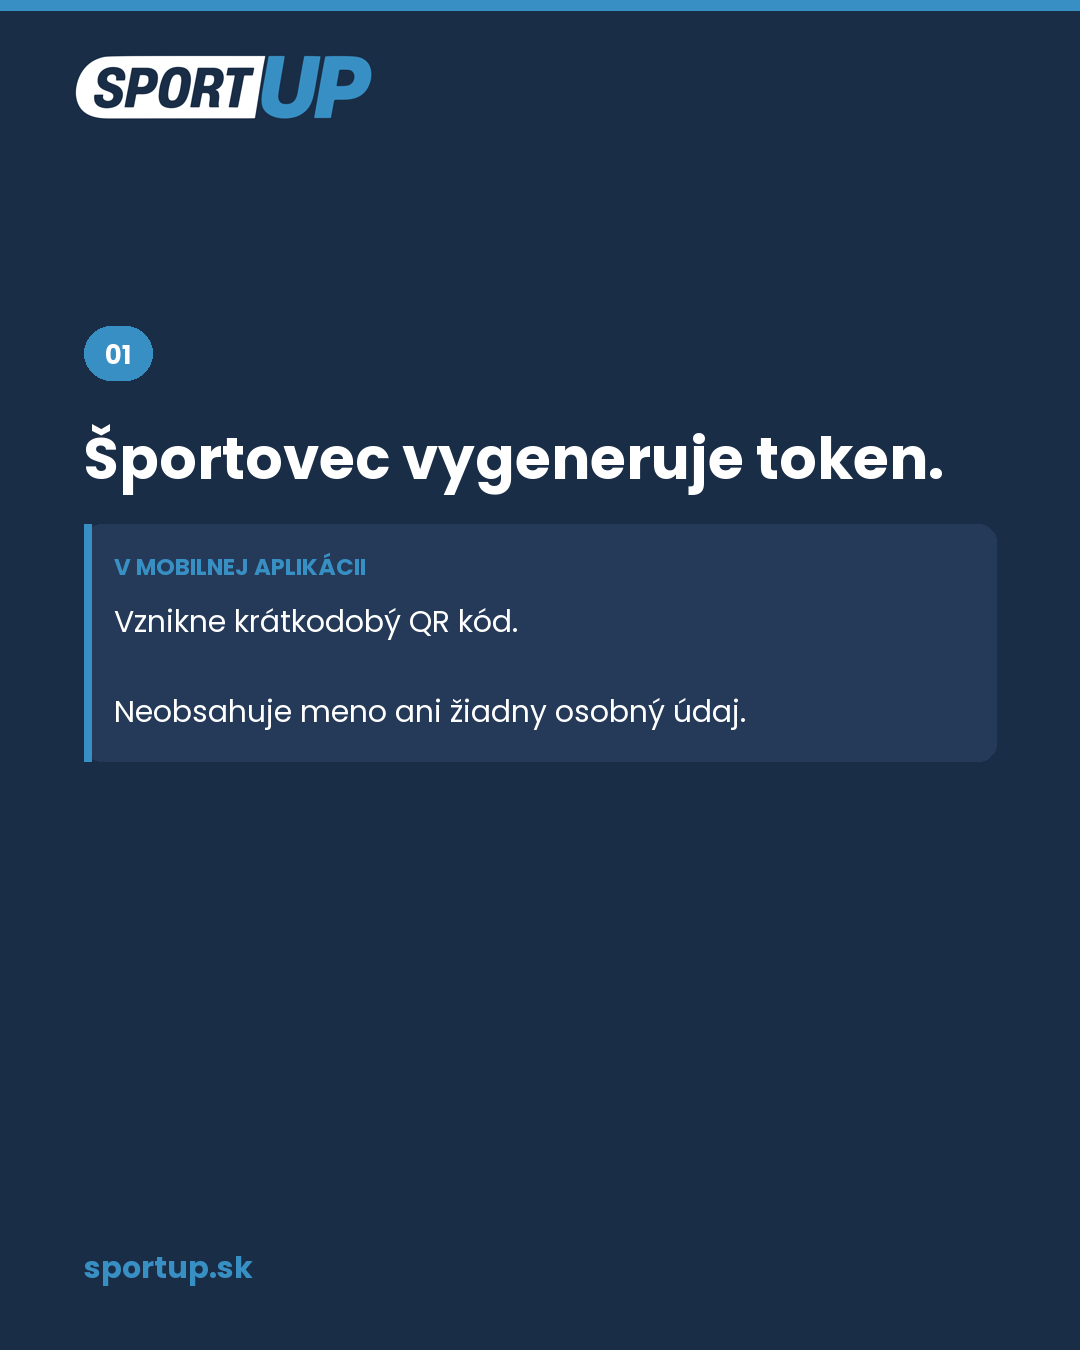 SPORTUP
01
Športovec vygeneruje token.
V MOBILNEJ APLIKÁCII
Vznikne krátkodobý QR kód.
Neobsahuje meno ani žiadny osobný údaj.
sportup.sk